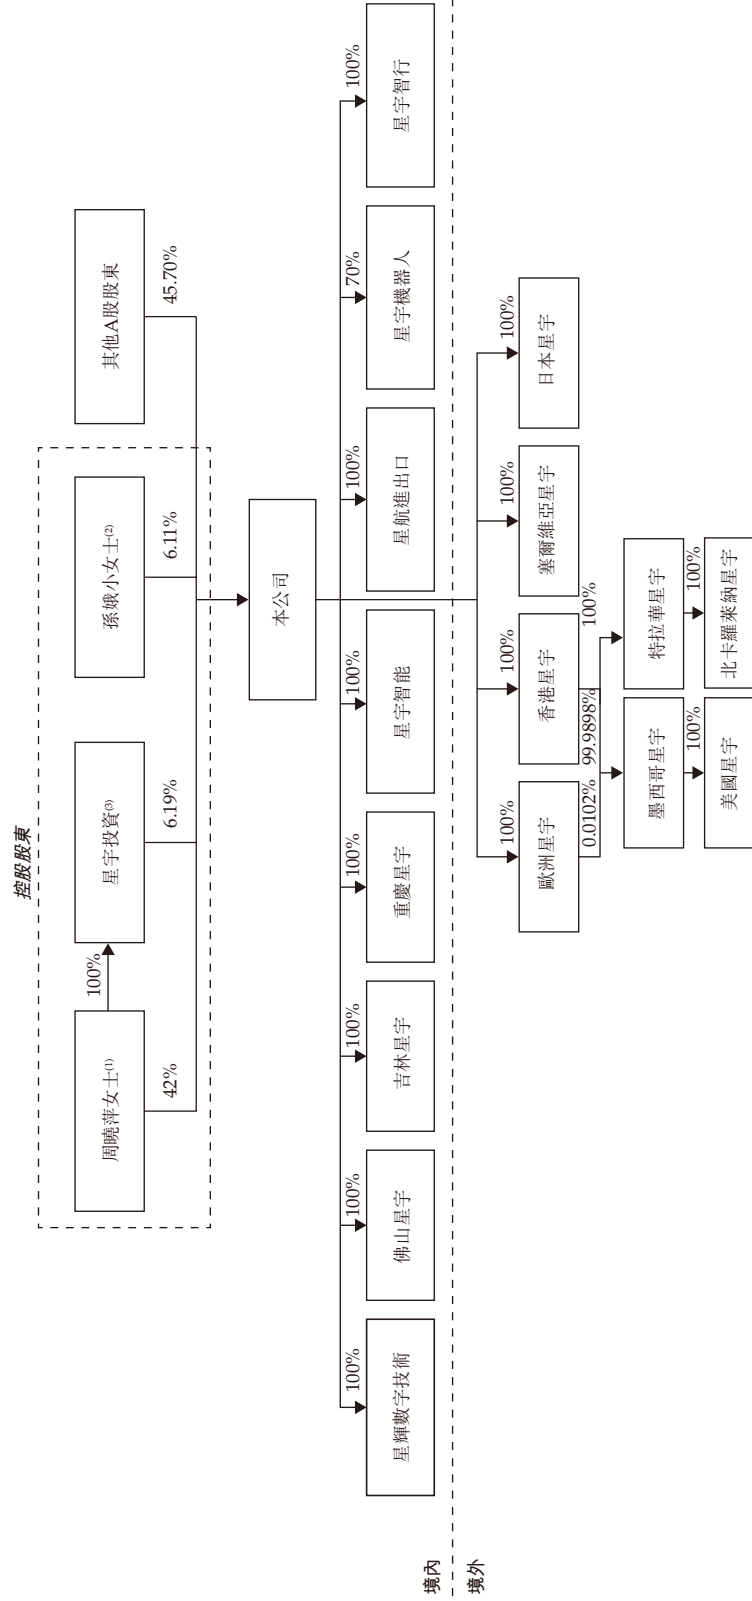 控股股東
周曉萍女士(1)
100%
星宇投資(3)
孫娥小女士(2)
其他A股股東
42%
6.19%
6.11%
45.70%
本公司
100%
100%
100%
100%
100%
100%
70%
100%
星輝數字技術
佛山星宇
吉林星宇
重慶星宇
星宇智能
星航進出口
星宇機器人
星宇智行
境內
境外
100%
100%
100%
100%
歐洲星宇
香港星宇
塞爾維亞星宇
日本星宇
0.0102%
99.9898%
100%
墨西哥星宇
特拉華星宇
100%
100%
美國星宇
北卡羅萊納星宇